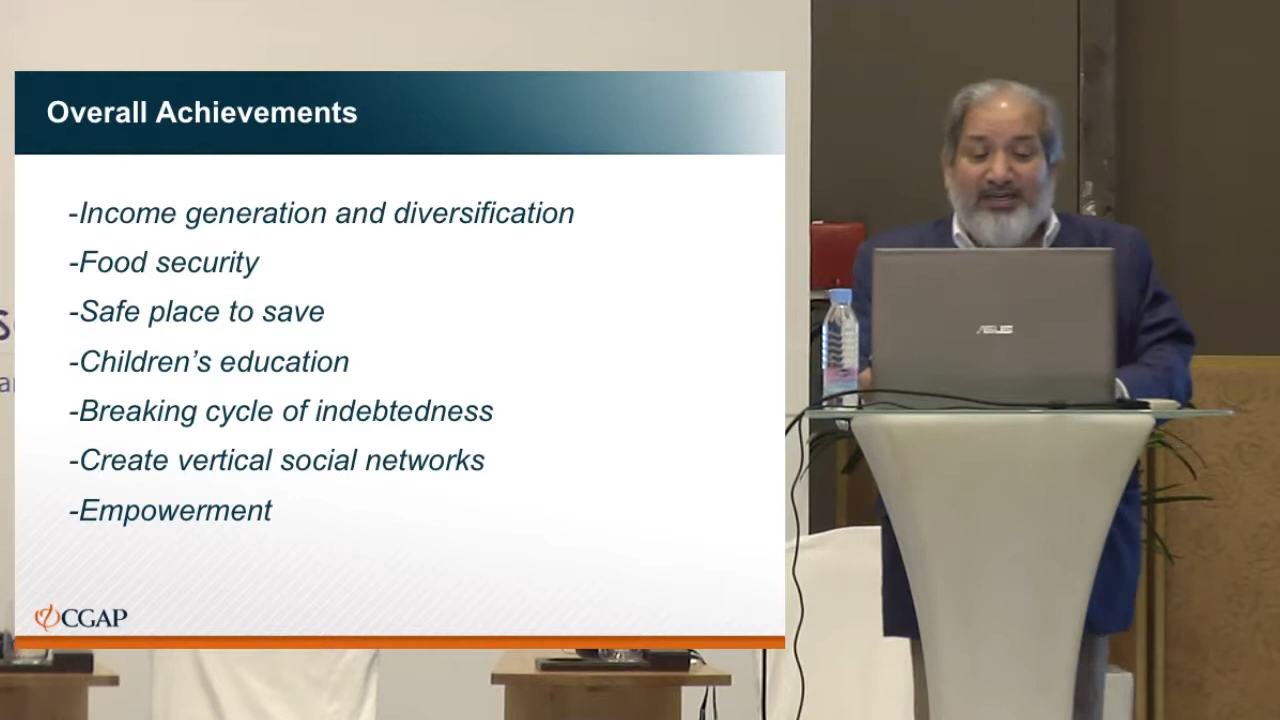 Overall Achievements
-Income generation and diversification
-Food security
-Safe place to save
-Children’s education
-Breaking cycle of indebtedness
-Create vertical social networks
-Empowerment
CGAP
ASUS